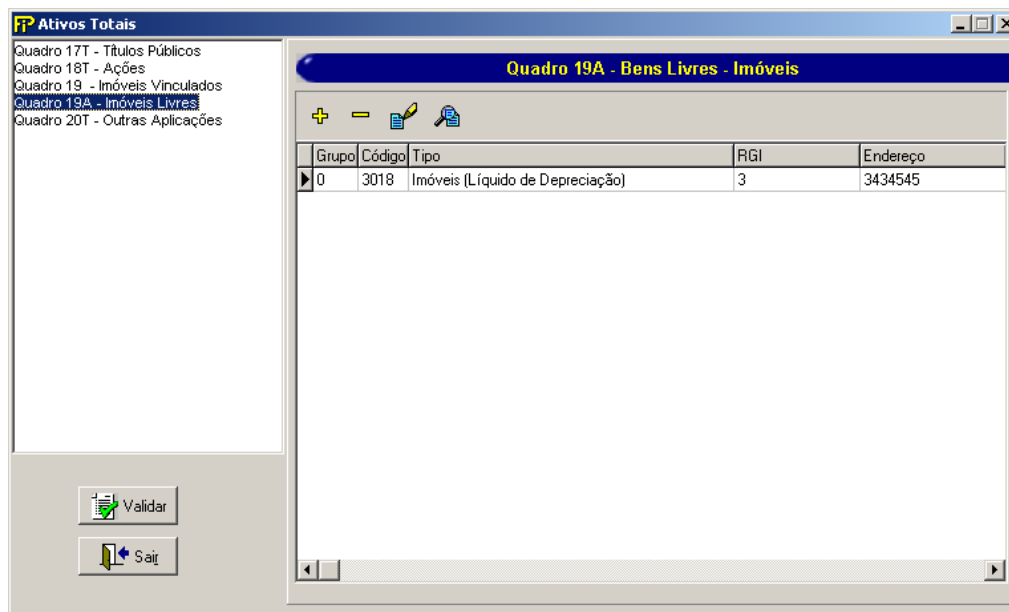 FIP Ativos Totais
Quadro 17T - Títulos Públicos
Quadro 18T - Ações
Quadro 19 - Imóveis Vinculados
Quadro 19A - Imóveis Livres
Quadro 20T - Outras Aplicações
Quadro 19A - Bens Livres - Imóveis
Grupo Código Tipo RGI Endereço
0 3018 Imóveis (Líquido de Depreciação) 3 3434545
Validar
Sair